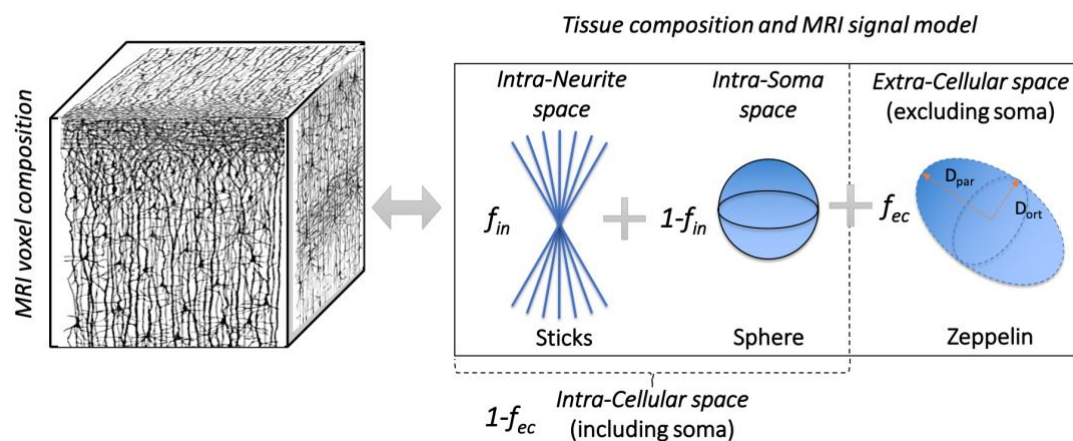 Tissue composition and MRI signal model
MRI voxel composition
Intra-Neurite
space
Intra-Soma
space
Extra-Cellular space
(excluding soma)
f_in
1-f_in
f_ec
D_par
D_ort
Sticks
Sphere
Zeppelin
1-f_ec
Intra-Cellular space
(including soma)